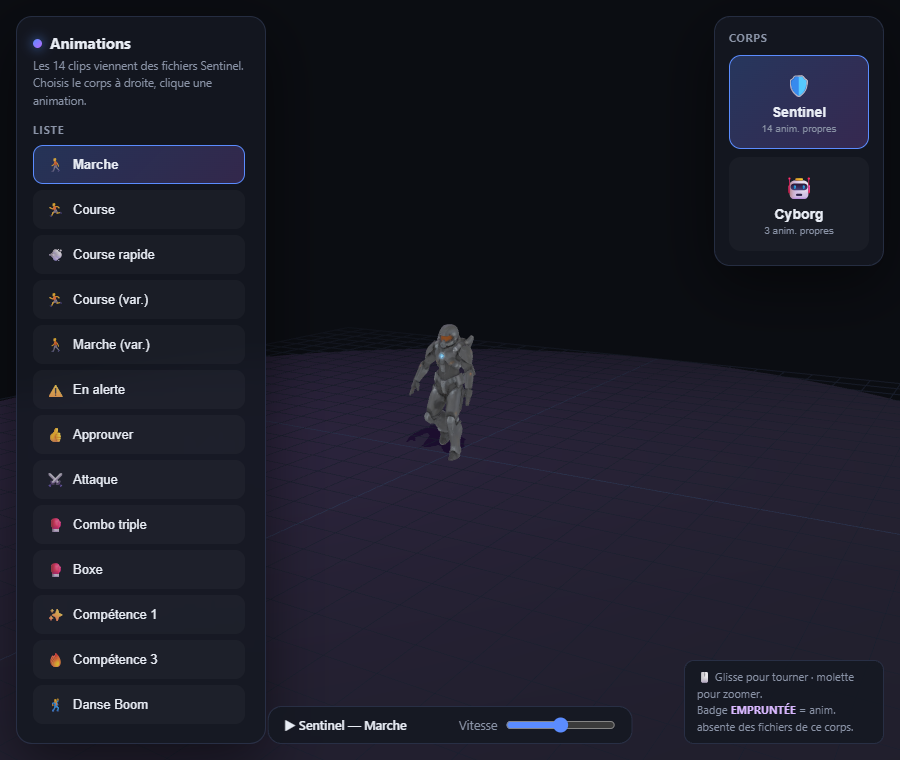 Animations
Les 14 clips viennent des fichiers Sentinel.
Choisis le corps à droite, clique une
animation.
LISTE
Marche
Course
Course rapide
Course (var.)
Marche (var.)
En alerte
Approuver
Attaque
Combo triple
Boxe
Compétence 1
Compétence 3
Danse Boom
CORPS
Sentinel
14 anim. propres
Cyborg
3 anim. propres
▶ Sentinel — Marche
Vitesse
Glisse pour tourner · molette
pour zoomer.
Badge EMPRUNTÉE = anim.
absente des fichiers de ce corps.